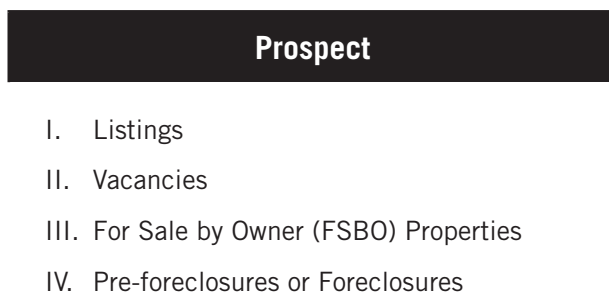 Prospect
I. Listings
II. Vacancies
III. For Sale by Owner (FSBO) Properties
IV. Pre-foreclosures or Foreclosures